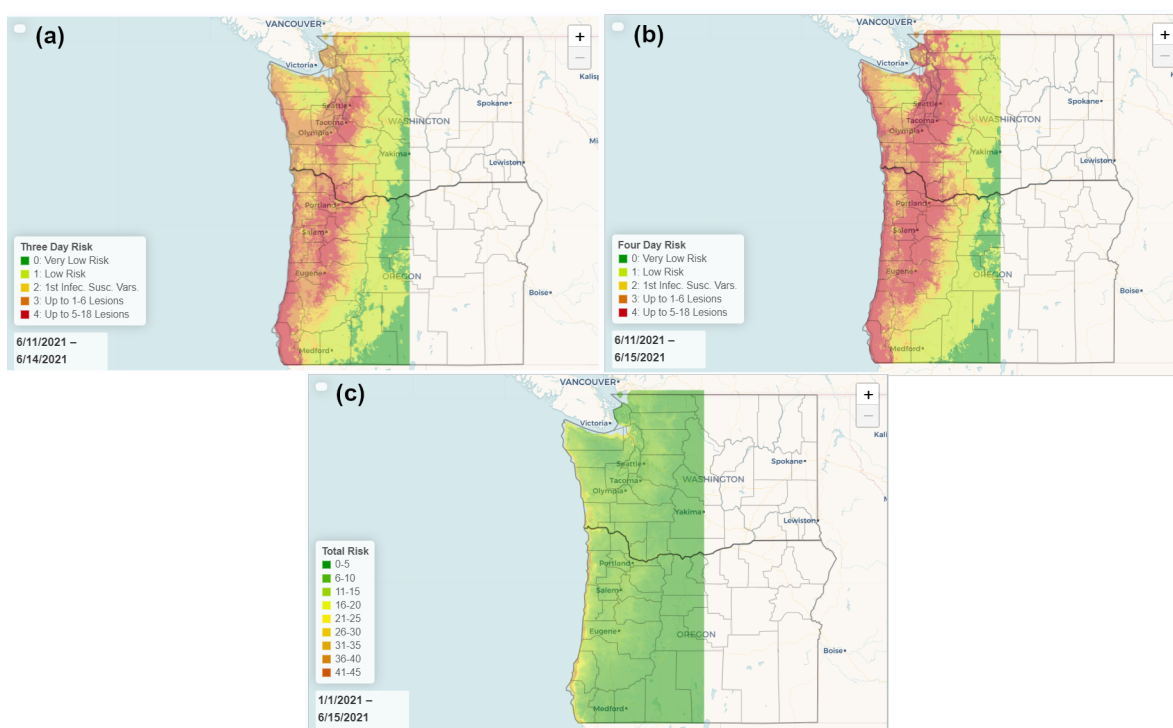 (a)
VANCOUVER
Victoria
Seattle
Tacoma
Olympia
WASHINGTON
Spokane
Kalisp
Mi
Yakima
Lewiston
Portland
Salem
Eugene
OREGON
Boise
Medford
+
−
Three Day Risk
0: Very Low Risk
1: Low Risk
2: 1st Infec. Susc. Vars.
3: Up to 1-6 Lesions
4: Up to 5-18 Lesions
6/11/2021 –
6/14/2021
(b)
VANCOUVER
Victoria
Seattle
Tacoma
Olympia
WASHINGTON
Spokane
Kali
Yakima
Lewiston
Portland
Salem
Eugene
OREGON
Boise
Medford
+
−
Four Day Risk
0: Very Low Risk
1: Low Risk
2: 1st Infec. Susc. Vars.
3: Up to 1-6 Lesions
4: Up to 5-18 Lesions
6/11/2021 –
6/15/2021
(c)
VANCOUVER
Victoria
Seattle
Tacoma
Olympia
WASHINGTON
Spokane
Kali
Yakima
Lewiston
Portland
Salem
Eugene
OREGON
Boise
Medford
+
−
Total Risk
0-5
6-10
11-15
16-20
21-25
26-30
31-35
36-40
41-45
1/1/2021 –
6/15/2021